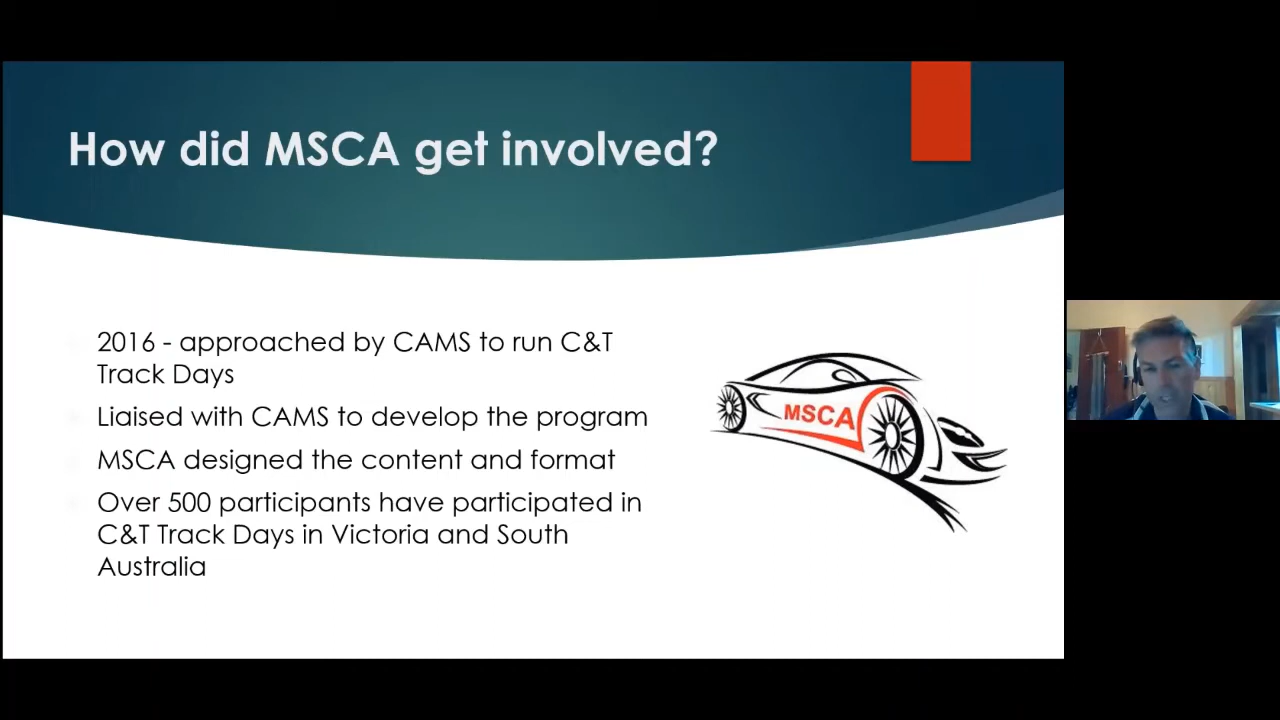 How did MSCA get involved?
2016 - approached by CAMS to run C&T
Track Days
Liaised with CAMS to develop the program
MSCA designed the content and format
Over 500 participants have participated in
C&T Track Days in Victoria and South
Australia
MSCA